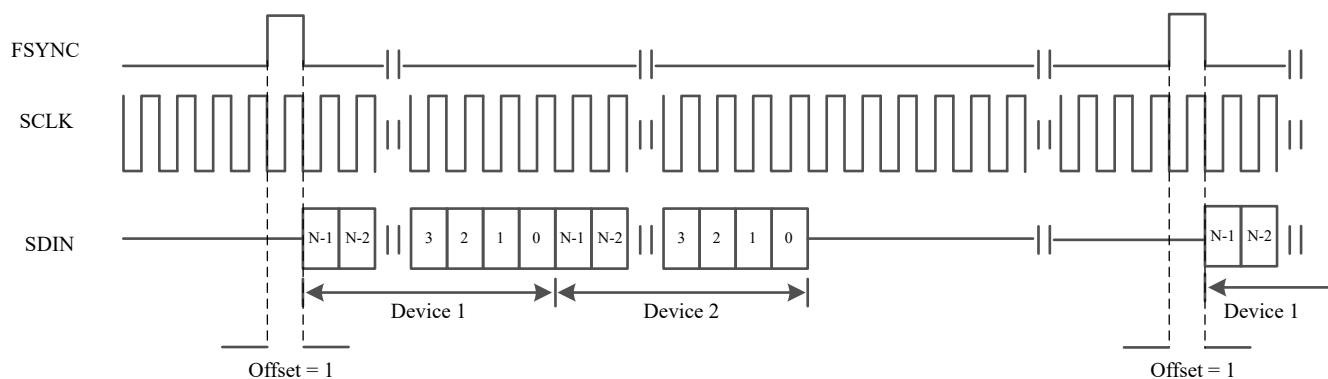 FSYNC
SCLK
SDIN
N-1 N-2 3 2 1 0 N-1 N-2 3 2 1 0 N-1 N-2
Device 1 Device 2 Device 1
Offset = 1 Offset = 1